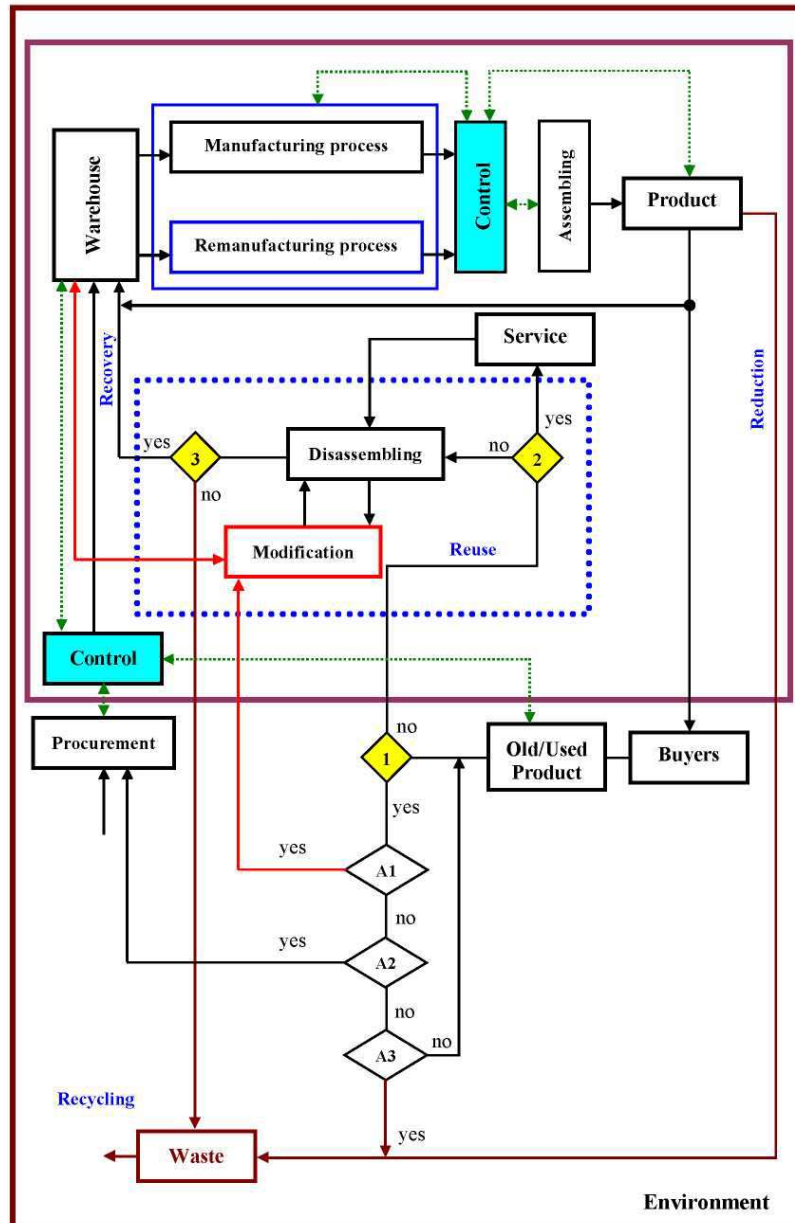 Manufacturing process
Warehouse
Control
Assembling
Product
Remanufacturing process
Service
Recovery
Reduction
yes
yes
no
3
Disassembling
2
no
Modification
Reuse
Control
no
Procurement
1
Old/Used
Product
Buyers
yes
yes
A1
no
yes
A2
no
no
A3
Recycling
yes
Waste
Environment